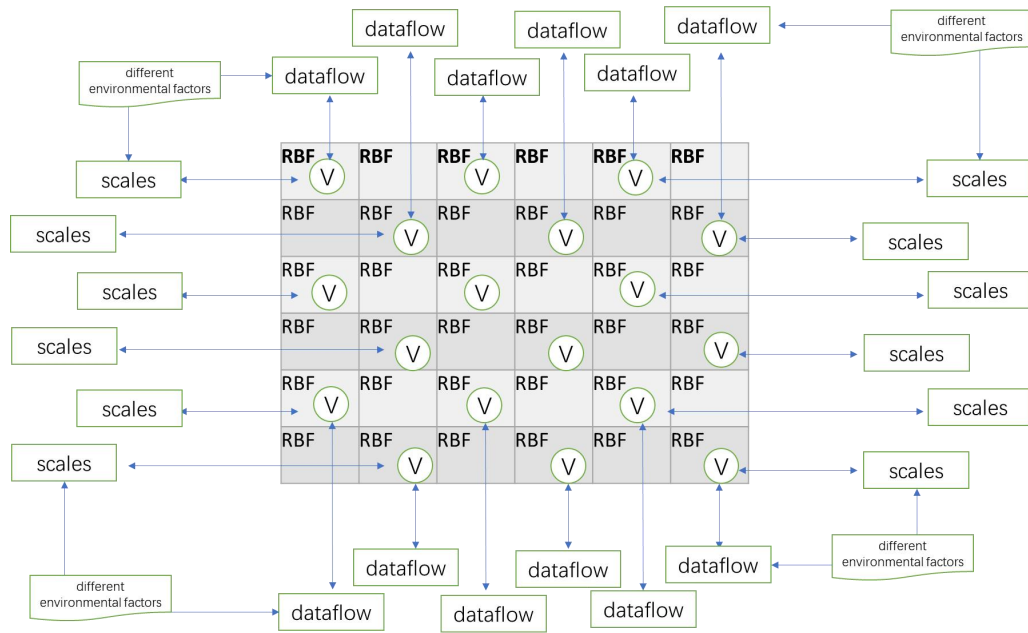 dataflow
dataflow
dataflow
different
environmental factors
different
environmental factors
dataflow
dataflow
dataflow
RBF RBF RBF RBF RBF RBF
V V V
scales
scales
RBF RBF RBF RBF RBF RBF
scales
V V V
scales
RBF RBF RBF RBF RBF RBF
scales
V V V
scales
RBF RBF RBF RBF RBF RBF
scales
V V V
scales
RBF RBF RBF RBF RBF RBF
scales
V V V
scales
RBF RBF RBF RBF RBF RBF
scales
V V V
scales
different
environmental factors
dataflow
dataflow
dataflow
different
environmental factors
dataflow
dataflow
dataflow